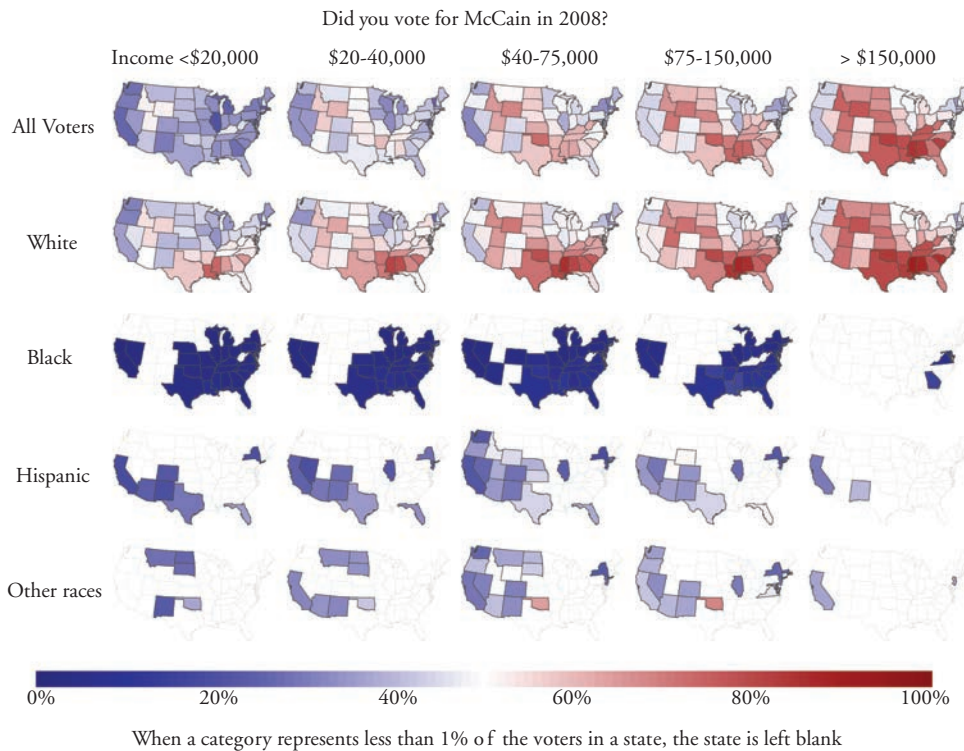 Did you vote for McCain in 2008?
Income <$20,000 $20-40,000 $40-75,000 $75-150,000 > $150,000
All Voters
White
Black
Hispanic
Other races
0% 20% 40% 60% 80% 100%
When a category represents less than 1% of the voters in a state, the state is left blank